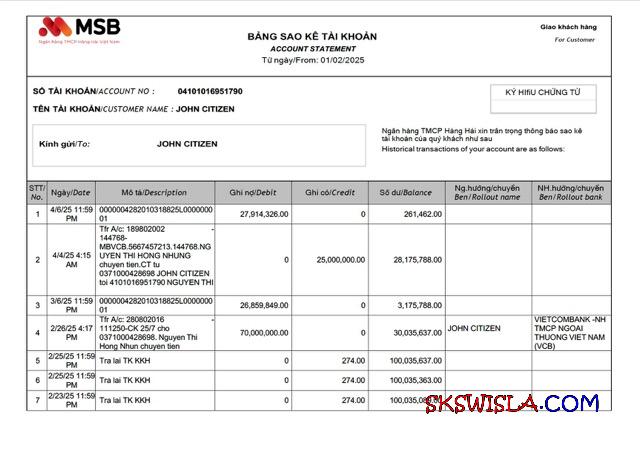 MSB
Ngân hàng TMCP Hàng Hải Việt Nam
BẢNG SAO KÊ TÀI KHOẢN
ACCOUNT STATEMENT
Từ ngày/From: 01/02/2025
Giao khách hàng
For Customer
SỐ TÀI KHOẢN/ACCOUNT NO : 04101016951790
TÊN TÀI KHOẢN/CUSTOMER NAME : JOHN CITIZEN
KÝ HIfiU CHỨNG TỪ
Kính gửi/To: JOHN CITIZEN
Ngân hàng TMCP Hàng Hải xin trân trọng thông báo sao kê
tài khoản của quý khách như sau
Historical transactions of your account are as follows:
STT/ No. Ngày/Date Mô tả/Description Ghi nợ/Debit Ghi có/Credit Số dư/Balance Ng.hưởng/chuyển Ben/Rollout name NH.hưởng/chuyển Ben/Rollout bank
1 4/6/25 11:59 PM 0000004282010318825L0000000 01 27,914,326.00 0 261,462.00
2 4/4/25 4:15 AM Tfr A/c: 189802002 -
144768-
MBVCB.5667457213.144768.NG
UYEN THI HONG NHUNG
chuyen tien.CT tu
0371000428698 JOHN CITIZEN
toi 4101016951790 NGUYEN THI
0 25,000,000.00 28,175,788.00
3 3/6/25 11:59 PM 0000004282010318825L0000000 01 26,859,849.00 0 3,175,788.00
4 2/26/25 4:17 PM Tfr A/c: 280802016 -
111250-CK 25/7 cho
0371000428698. Nguyen Thi
Hong Nhun chuyen tien
70,000,000.00 0 30,035,637.00 JOHN CITIZEN VIETCOMBANK -NH
TMCP NGOAI
THUONG VIET NAM
(VCB)
5 2/25/25 11:59 PM Tra lai TK KKH 0 274.00 100,035,637.00
6 2/25/25 11:59 PM Tra lai TK KKH 0 274.00 100,035,363.00
7 2/23/25 11:59 PM Tra lai TK KKH 0 274.00
SKSWISLA.COM